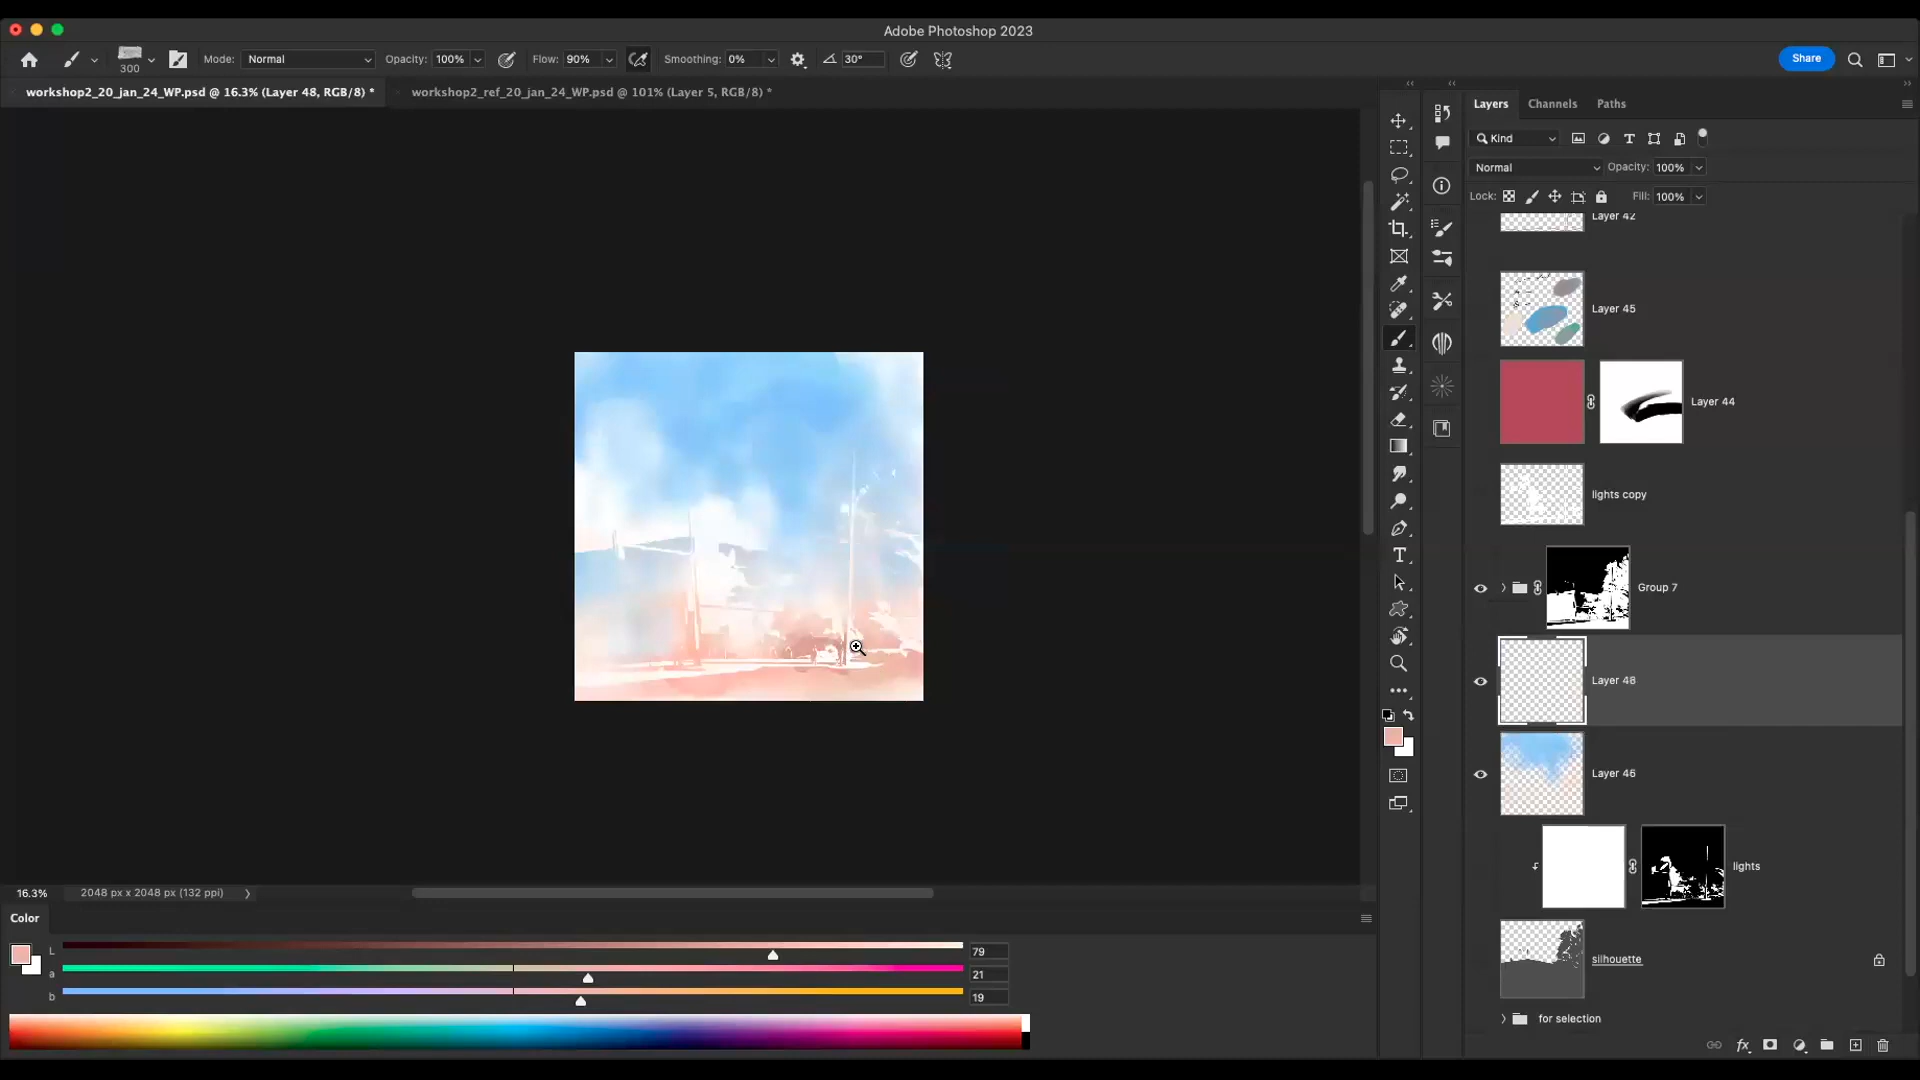 Adobe Photoshop 2023
300
Mode: Normal
Opacity: 100%
Flow: 90%
Smoothing: 0%
30°
Share
workshop2_20_jan_24_WP.psd @ 16.3% (Layer 48, RGB/8) *
workshop2_ref_20_jan_24_WP.psd @ 101% (Layer 5, RGB/8) *
Layers
Channels
Paths
Kind
Normal
Opacity: 100%
Lock:
Fill: 100%
Layer 42
Layer 45
Layer 44
lights copy
Group 7
Layer 48
Layer 46
lights
silhouette
for selection
fx
16.3%
2048 px x 2048 px (132 ppi)
Color
L
79
a
21
b
19